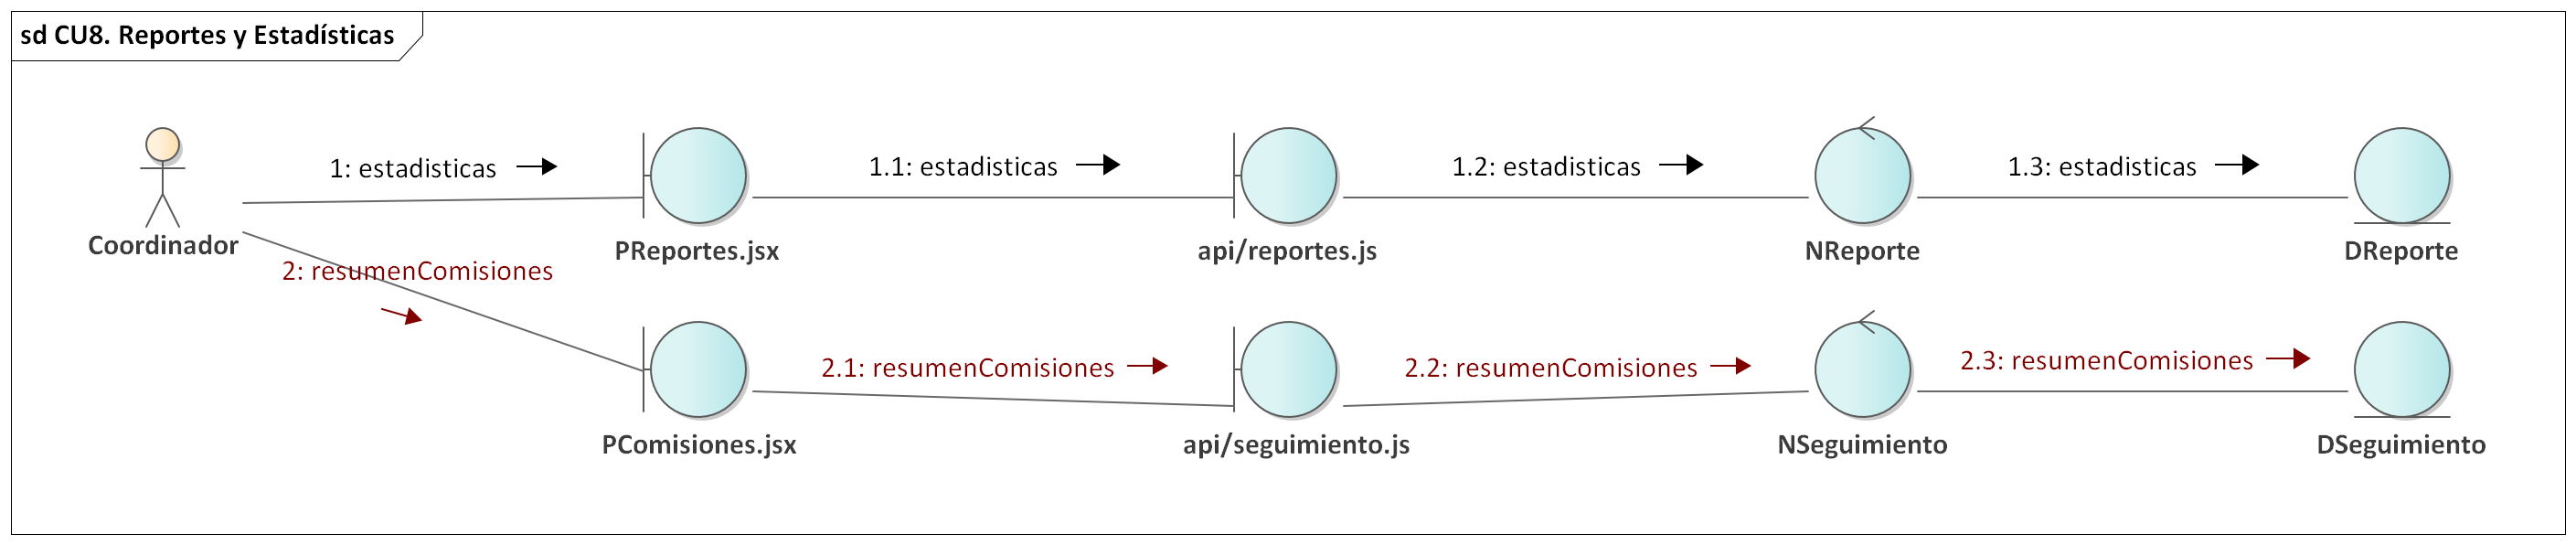 sd CU8. Reportes y Estadísticas
1: estadisticas
1.1: estadisticas
1.2: estadisticas
1.3: estadisticas
Coordinador
PReportes.jsx
api/reportes.js
NReporte
DReporte
2: resumenComisiones
2.1: resumenComisiones
2.2: resumenComisiones
2.3: resumenComisiones
PComisiones.jsx
api/seguimiento.js
NSeguimiento
DSeguimiento